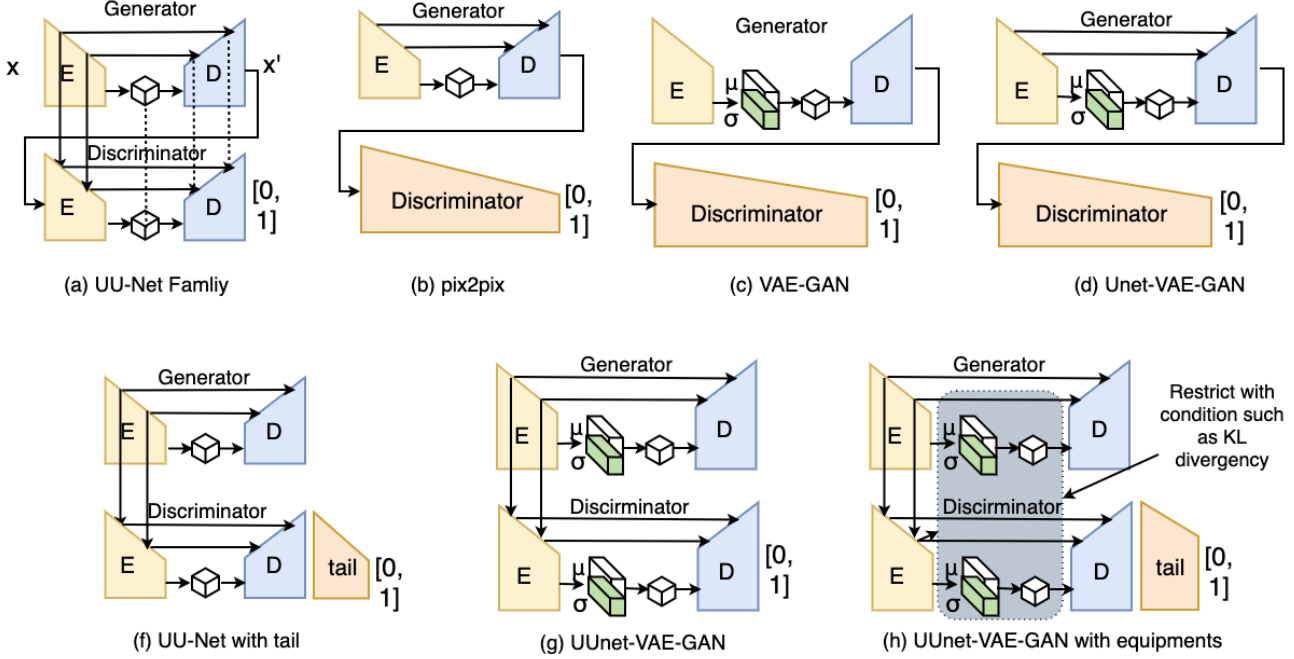 Generator
x
E
D
x'
Discriminator
E
D
[0,
1]
(a) UU-Net Famliy
Generator
E
D
Discriminator
[0,
1]
(b) pix2pix
Generator
E
μ
σ
D
Discriminator
[0,
1]
(c) VAE-GAN
Generator
E
μ
σ
D
Discriminator
[0,
1]
(d) Unet-VAE-GAN
Generator
E
D
Discriminator
E
D
tail
[0,
1]
(f) UU-Net with tail
Generator
E
μ
σ
D
Discirminator
E
μ
σ
D
[0,
1]
(g) UUnet-VAE-GAN
Generator
E
μ
σ
D
Restrict with
condition such
as KL
divergency
Discirminator
E
μ
σ
D
tail
[0,
1]
(h) UUnet-VAE-GAN with equipments